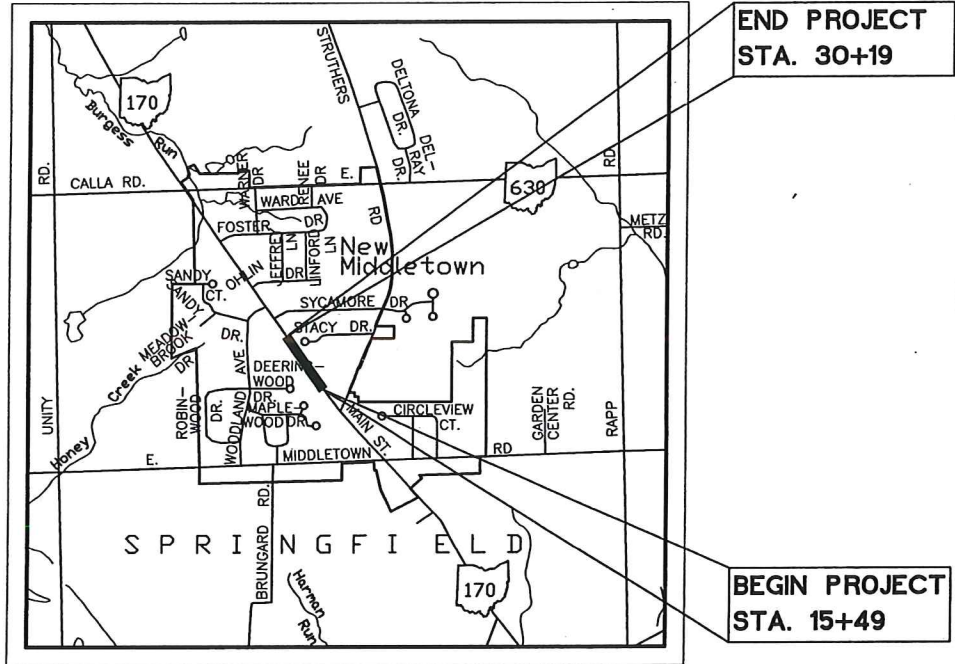 END PROJECT
STA. 30+19
STRUTHERS
RD
DELTONA
DR.
DEL-
RAY
DR.
170
Burgess
Run
RD.
CALLA RD.
WARNER
DR
RENEE
DR
E.
630
RD
WARD AVE
FOSTER DR
METZ
RD.
JEFFREY
LN
LINFORD
LN
DR
New
Middletown
OHLIN
DR.
SANDY
CT.
SANDY
SYCAMORE DR
STACY DR.
MEADOW-
BROOK
DR
Creek
Honey
AVE
WOODLAND
DEERING-
WOOD
DR.
ROBIN-
WOOD
DR.
MAPLE-
WOOD DR.
MAIN ST.
CIRCLEVIEW
CT.
GARDEN
CENTER
RD.
UNITY
RAPP
E.
MIDDLETOWN
RD
BRUNGARD RD.
SPRINGFIELD
Harman
Run
170
BEGIN PROJECT
STA. 15+49